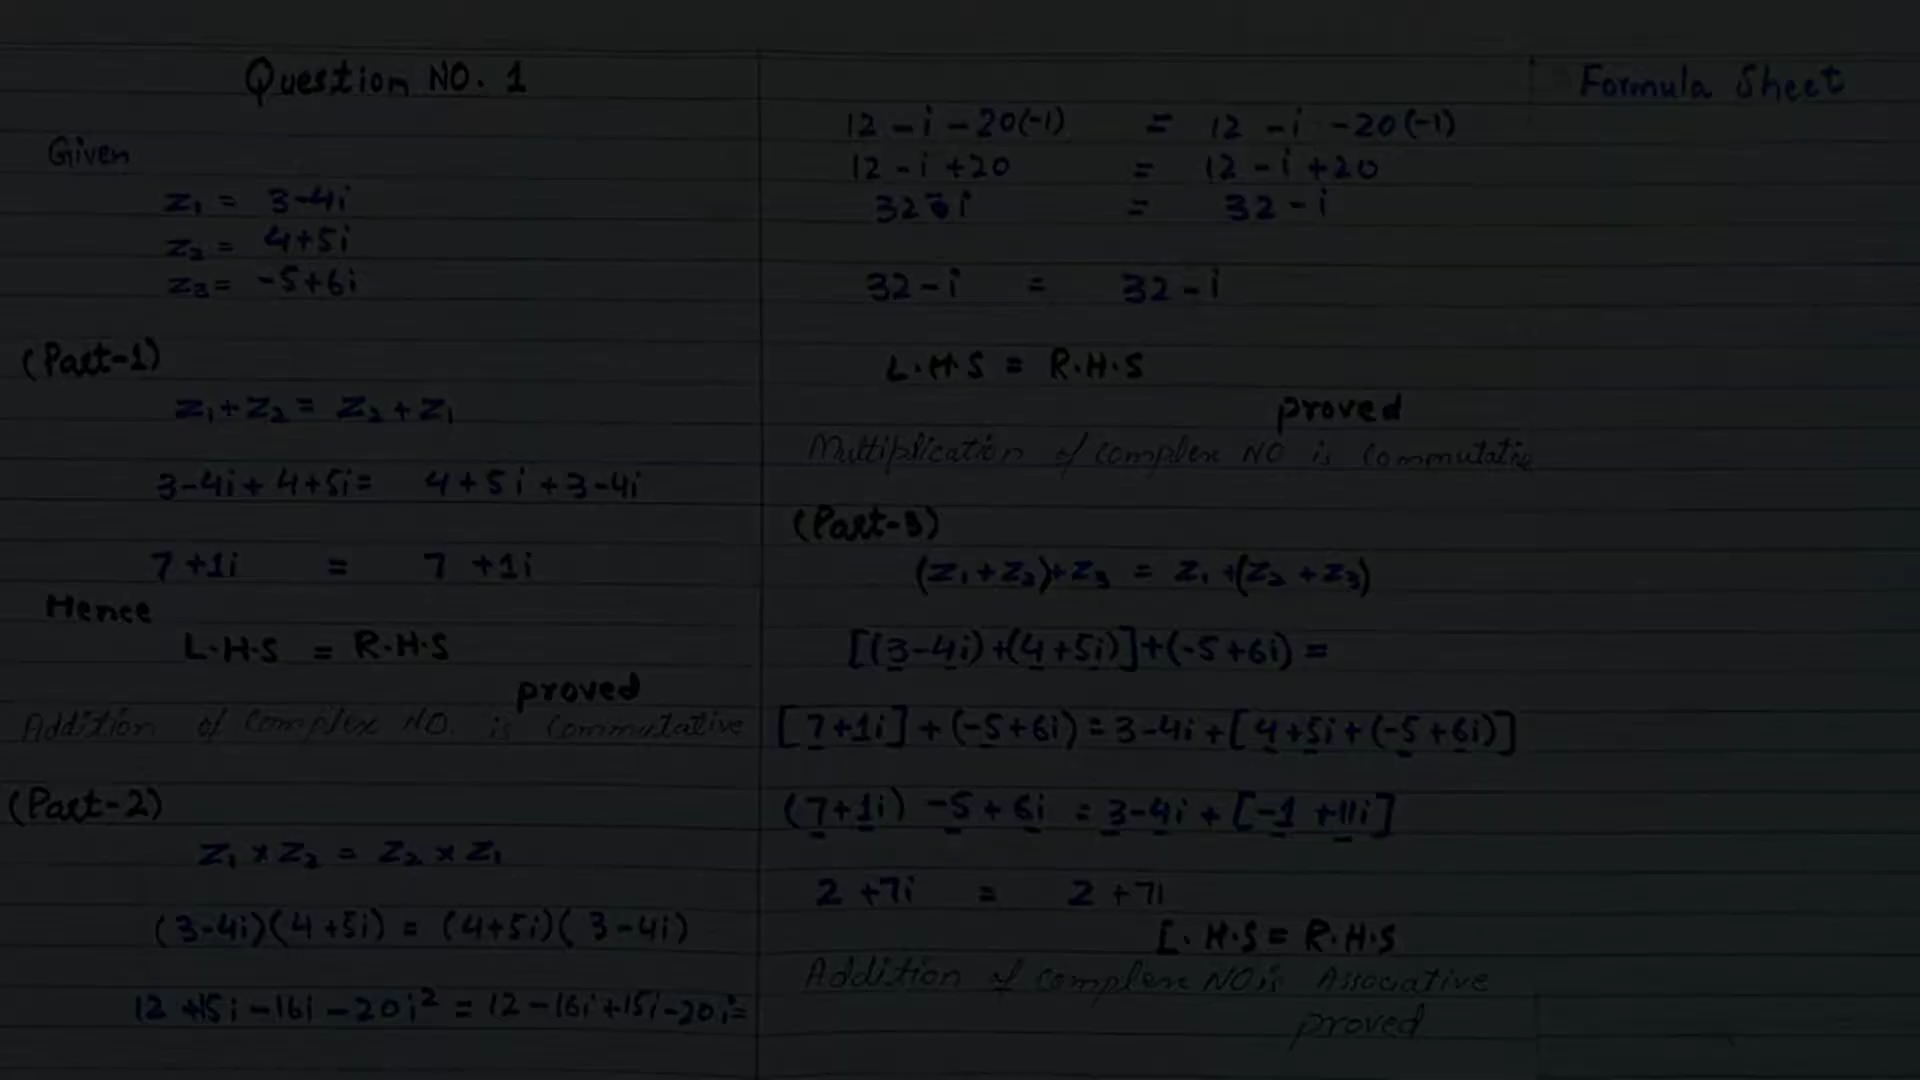 Question NO. 1
Given
z₁ = 3-4i
z₂ = 4+5i
z₃ = -5+6i
(Part-1)
z₁+z₂ = z₂+z₁
3-4i+4+5i = 4+5i+3-4i
7+1i = 7+1i
Hence
L.H.S = R.H.S
proved
Addition of complex NO. is commutative
(Part-2)
z₁ × z₂ = z₂ × z₁
(3-4i)(4+5i) = (4+5i)(3-4i)
12+15i-16i-20i² = 12-16i+15i-20i²=
12-i-20(-1) = 12-i-20(-1)
12-i+20 = 12-i+20
32-i = 32-i
32-i = 32-i
L.H.S = R.H.S
proved
Multiplication of complex NO is commutative
(Part-3)
(z₁+z₂)+z₃ = z₁+(z₂+z₃)
[(3-4i)+(4+5i)]+(-5+6i) =
[7+1i]+(-5+6i) = 3-4i+[4+5i+(-5+6i)]
(7+1i) -5+6i = 3-4i+[-1+11i]
2+7i = 2+7i
L.H.S = R.H.S
Addition of complex NO. is Associative
proved
Formula Sheet